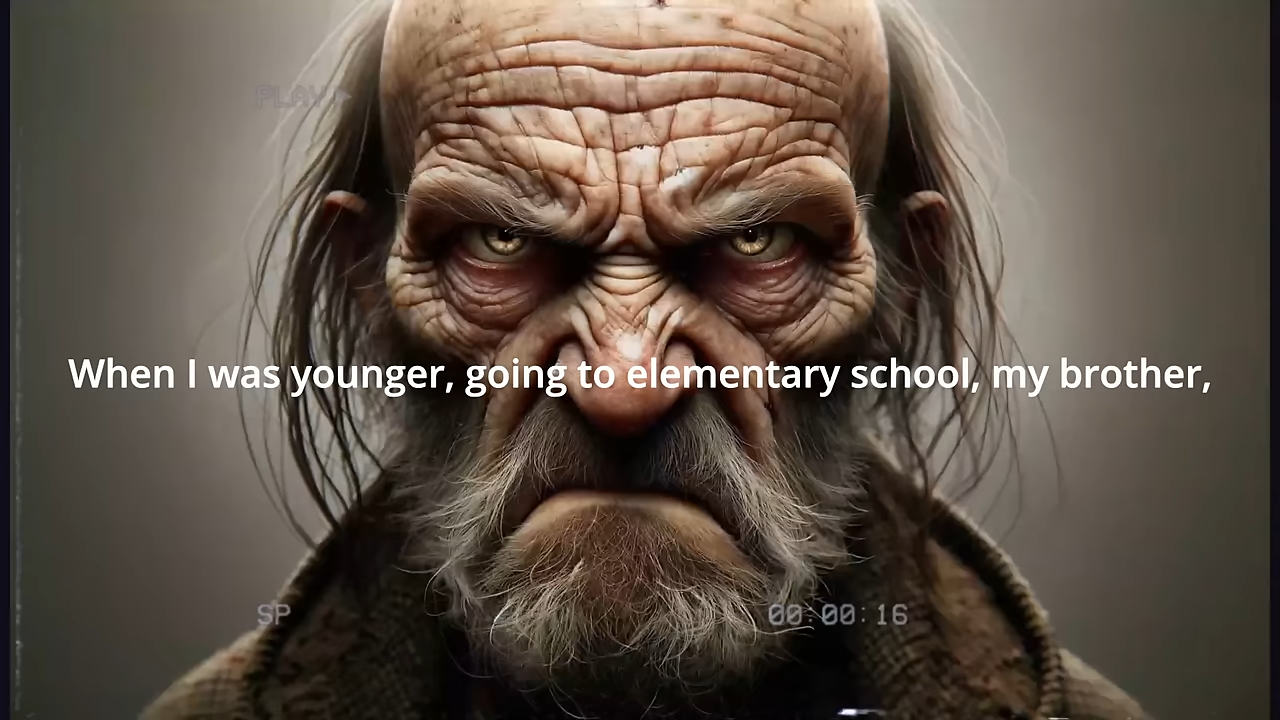 PLAY
When I was younger, going to elementary school, my brother,
SP
00:00:16